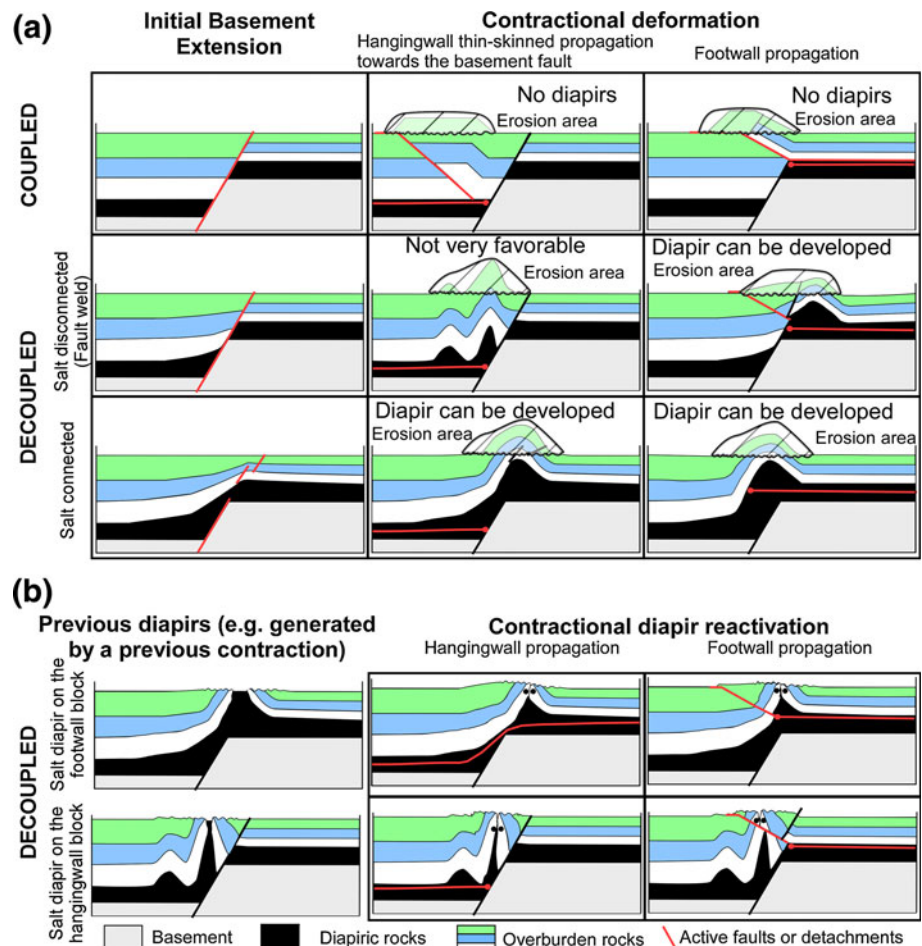 (a)
Initial Basement
Extension
Contractional deformation
Hangingwall thin-skinned propagation
towards the basement fault
Footwall propagation
COUPLED
No diapirs
Erosion area
No diapirs
Erosion area
DECOUPLED
Salt disconnected
(Fault weld)
Not very favorable
Erosion area
Diapir can be developed
Erosion area
Salt connected
Diapir can be developed
Erosion area
Diapir can be developed
Erosion area
(b)
Previous diapirs (e.g. generated
by a previous contraction)
Contractional diapir reactivation
Hangingwall propagation
Footwall propagation
DECOUPLED
Salt diapir on the
footwall block
Salt diapir on the
hangingwall block
Basement
Diapiric rocks
Overburden rocks
Active faults or detachments